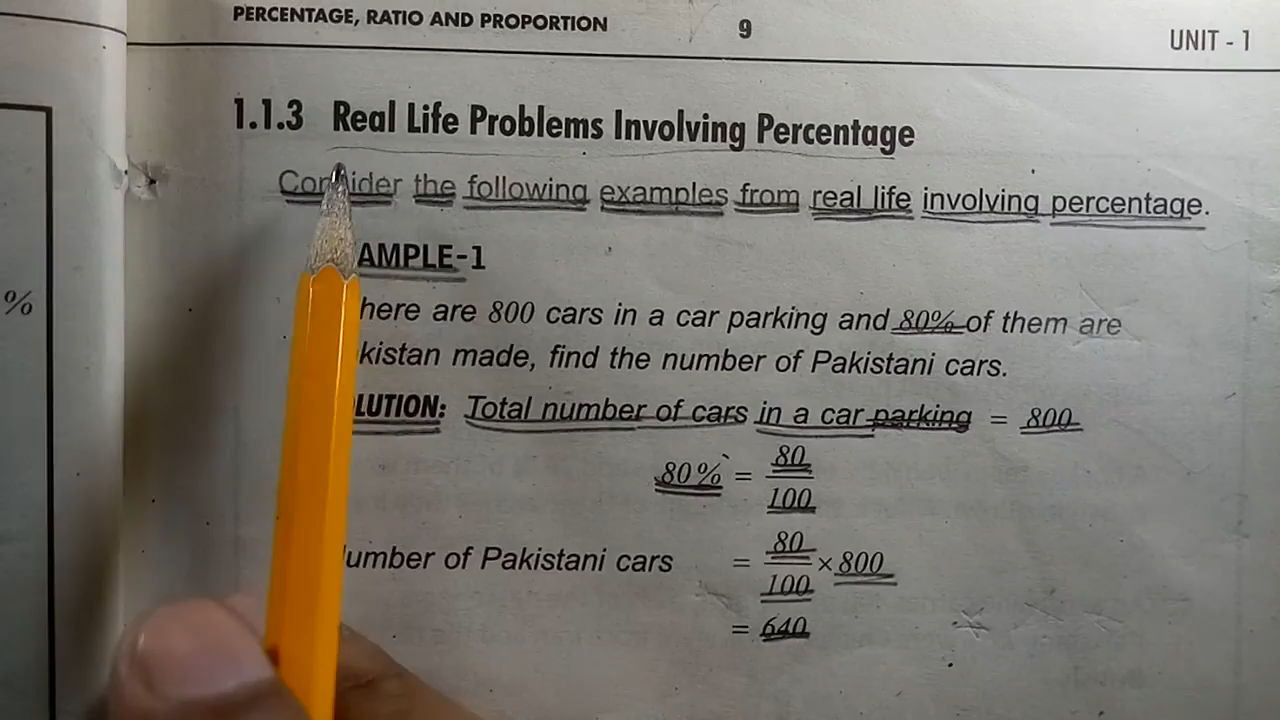 PERCENTAGE, RATIO AND PROPORTION 9 UNIT - 1
1.1.3 Real Life Problems Involving Percentage
Consider the following examples from real life involving percentage.
AMPLE-1
%
here are 800 cars in a car parking and 80% of them are
kistan made, find the number of Pakistani cars.
LUTION: Total number of cars in a car parking = 800
80% = 80/100
umber of Pakistani cars = 80/100 × 800
= 640